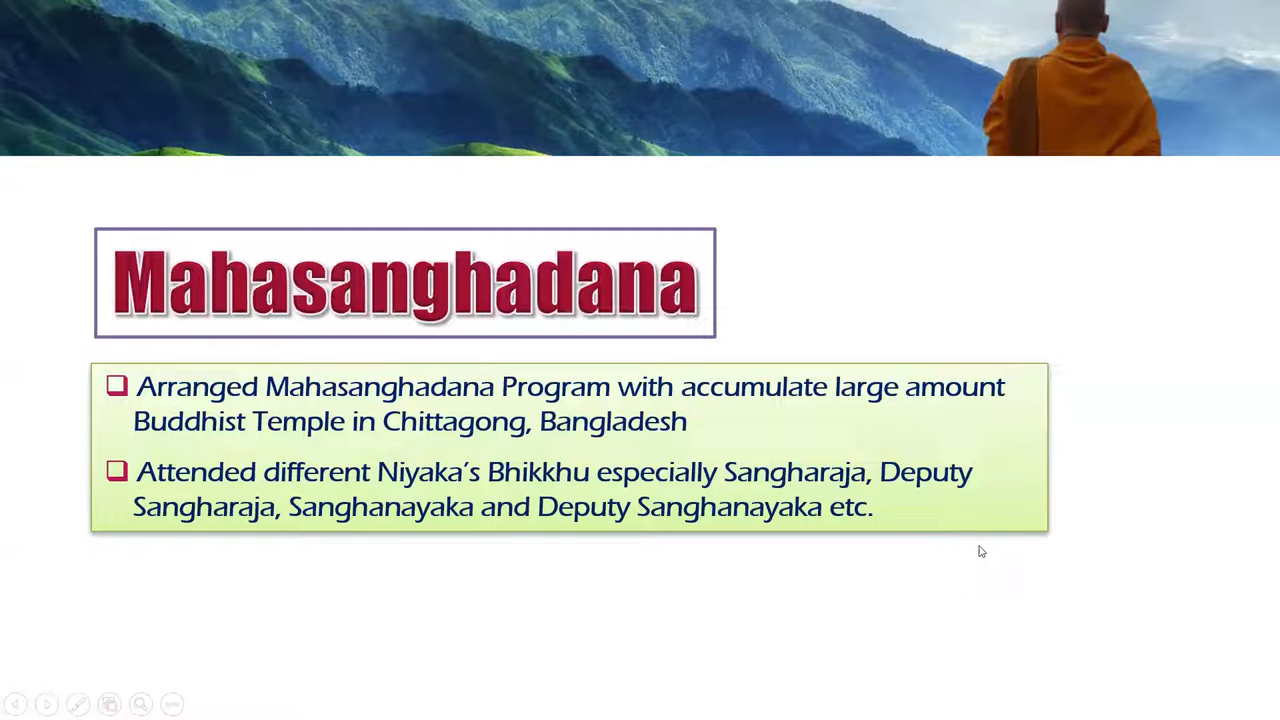 Mahasanghadana
Arranged Mahasanghadana Program with accumulate large amount
Buddhist Temple in Chittagong, Bangladesh
Attended different Niyaka's Bhikkhu especially Sangharaja, Deputy
Sangharaja, Sanghanayaka and Deputy Sanghanayaka etc.